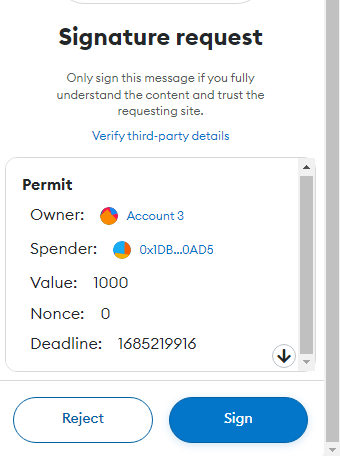 Signature request
Only sign this message if you fully
understand the content and trust the
requesting site.
Verify third-party details
Permit
Owner: Account 3
Spender: 0x1DB...0AD5
Value: 1000
Nonce: 0
Deadline: 1685219916
Reject
Sign